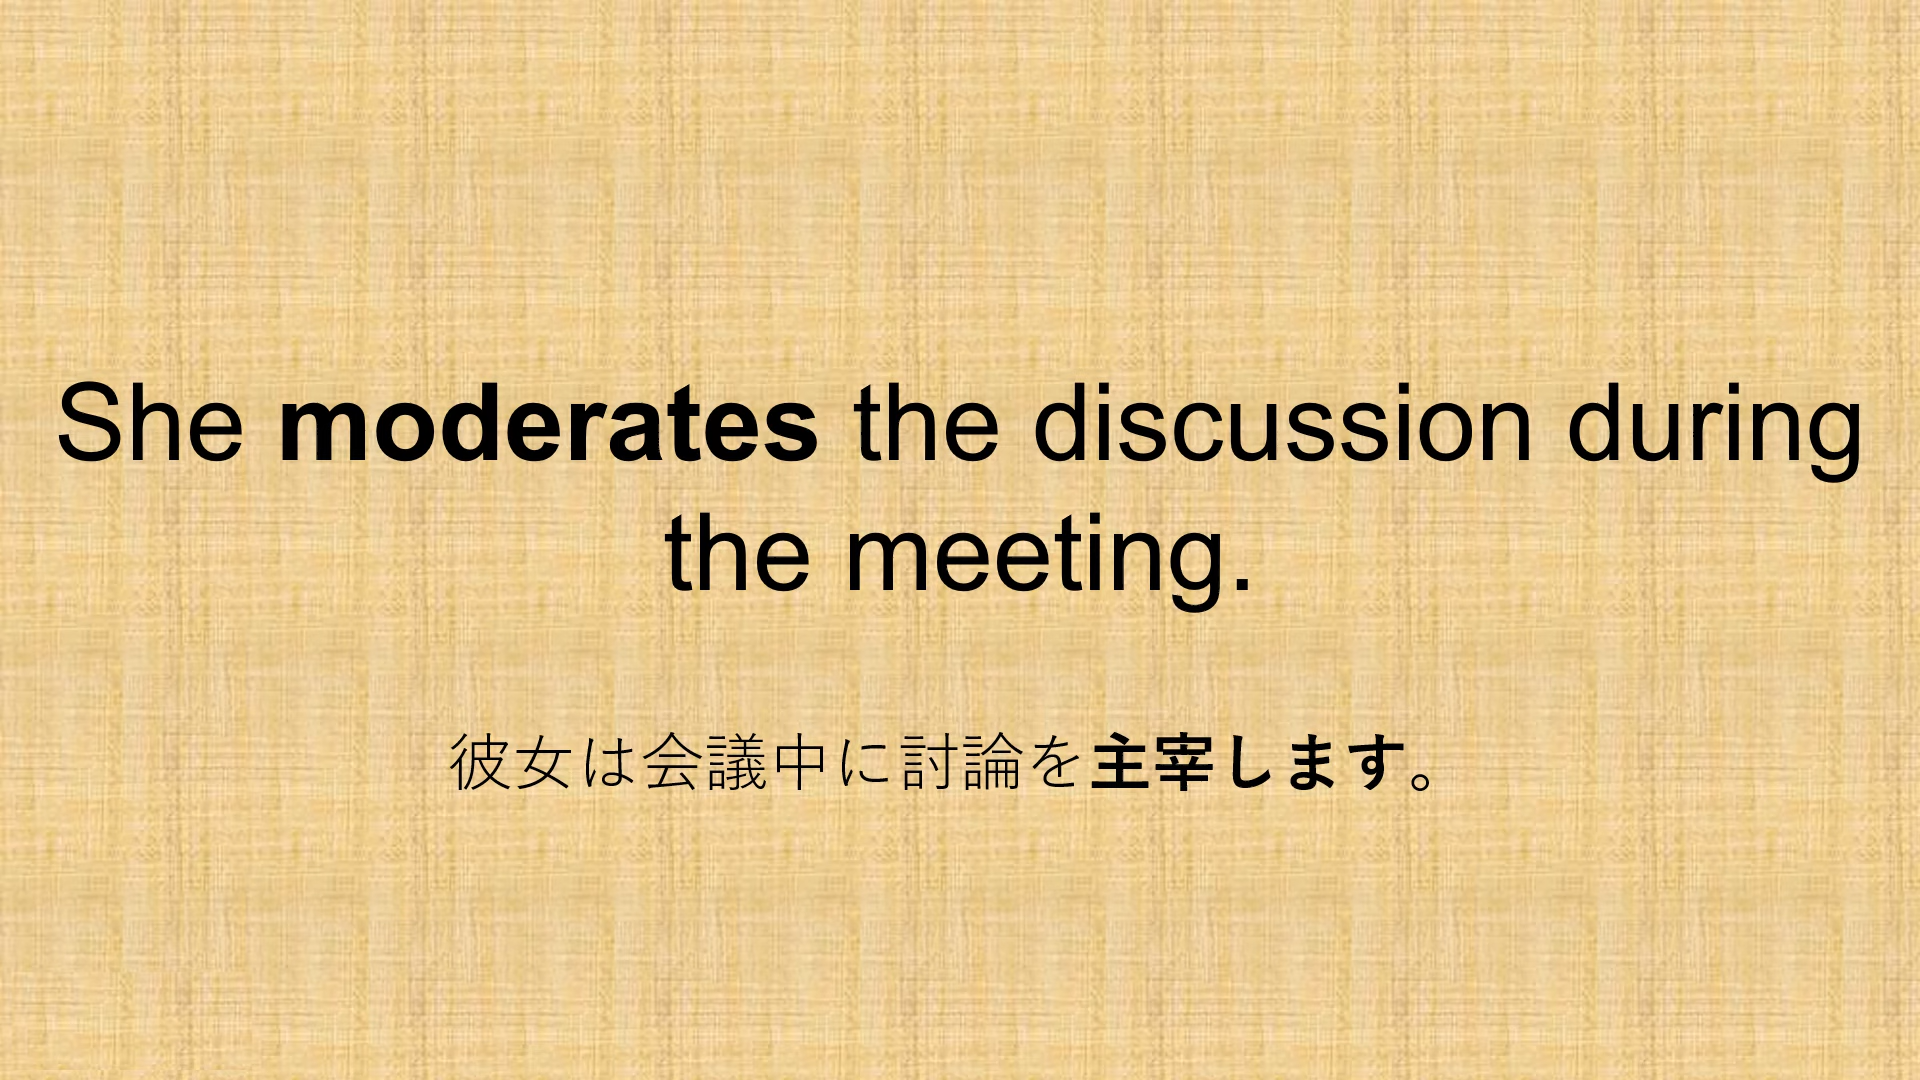 She moderates the discussion during
the meeting.
彼女は会議中に討論を主宰します。